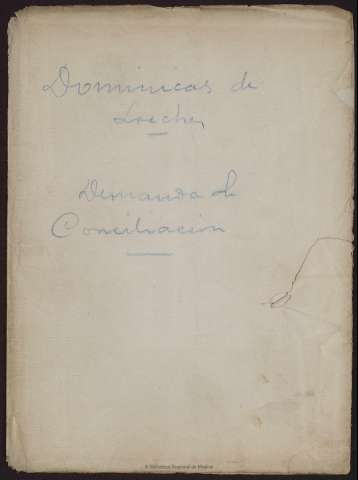 Dominicas de
Loeches
Demanda de
Conciliación
© Biblioteca Regional de Madrid